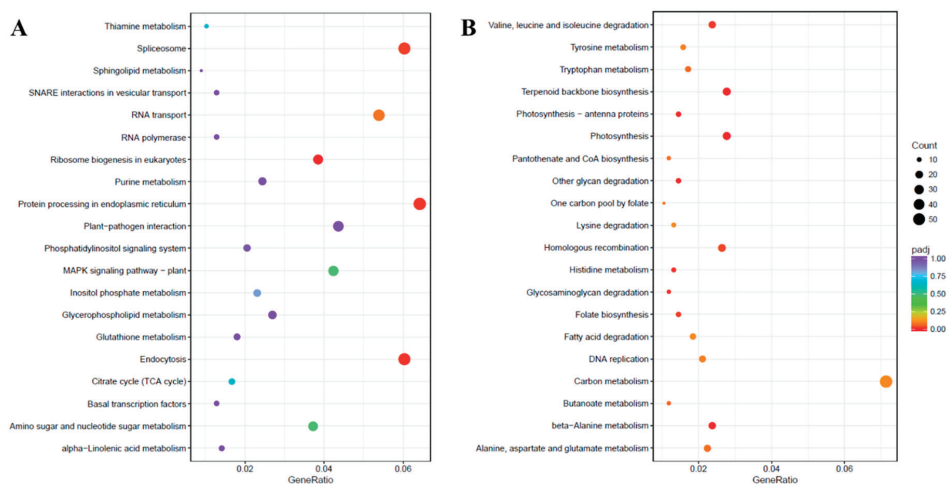 A
Thiamine metabolism
Spliceosome
Sphingolipid metabolism
SNARE interactions in vesicular transport
RNA transport
RNA polymerase
Ribosome biogenesis in eukaryotes
Purine metabolism
Protein processing in endoplasmic reticulum
Plant−pathogen interaction
Phosphatidylinositol signaling system
MAPK signaling pathway − plant
Inositol phosphate metabolism
Glycerophospholipid metabolism
Glutathione metabolism
Endocytosis
Citrate cycle (TCA cycle)
Basal transcription factors
Amino sugar and nucleotide sugar metabolism
alpha−Linolenic acid metabolism
0.02 0.04 0.06
GeneRatio
B
Valine, leucine and isoleucine degradation
Tyrosine metabolism
Tryptophan metabolism
Terpenoid backbone biosynthesis
Photosynthesis − antenna proteins
Photosynthesis
Pantothenate and CoA biosynthesis
Other glycan degradation
One carbon pool by folate
Lysine degradation
Homologous recombination
Histidine metabolism
Glycosaminoglycan degradation
Folate biosynthesis
Fatty acid degradation
DNA replication
Carbon metabolism
Butanoate metabolism
beta−Alanine metabolism
Alanine, aspartate and glutamate metabolism
0.02 0.04 0.06
GeneRatio
Count
10
20
30
40
50
padj
1.00
0.75
0.50
0.25
0.00